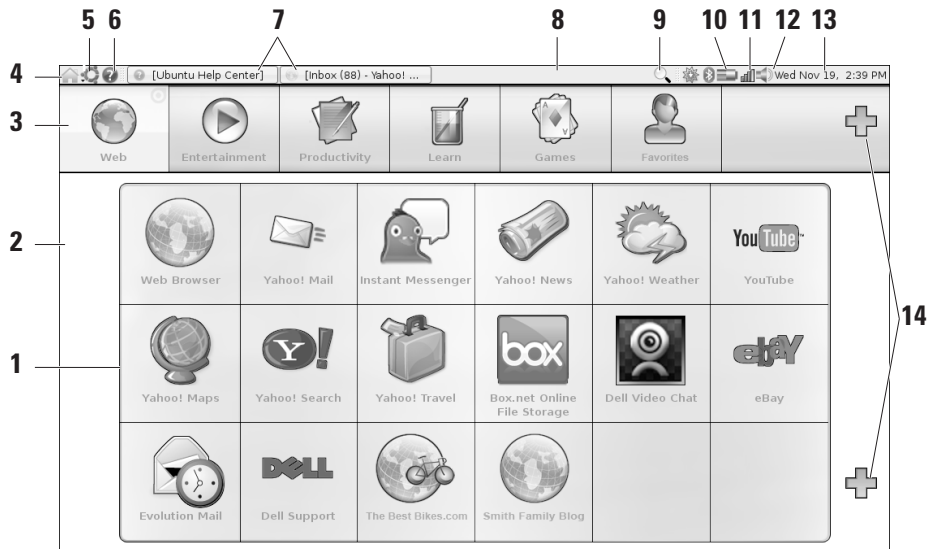 5 6 7 8 9 10 11 12 13
4 [Ubuntu Help Center] [Inbox (88) - Yahoo! ... Wed Nov 19, 2:39 PM
3
Web Entertainment Productivity Learn Games Favorites
2
Web Browser Yahoo! Mail Instant Messenger Yahoo! News Yahoo! Weather You Tube YouTube
14
1
Y! box ebay
Yahoo! Maps Yahoo! Search Yahoo! Travel Box.net Online File Storage Dell Video Chat eBay
DELL
Evolution Mail Dell Support The Best Bikes.com Smith Family Blog